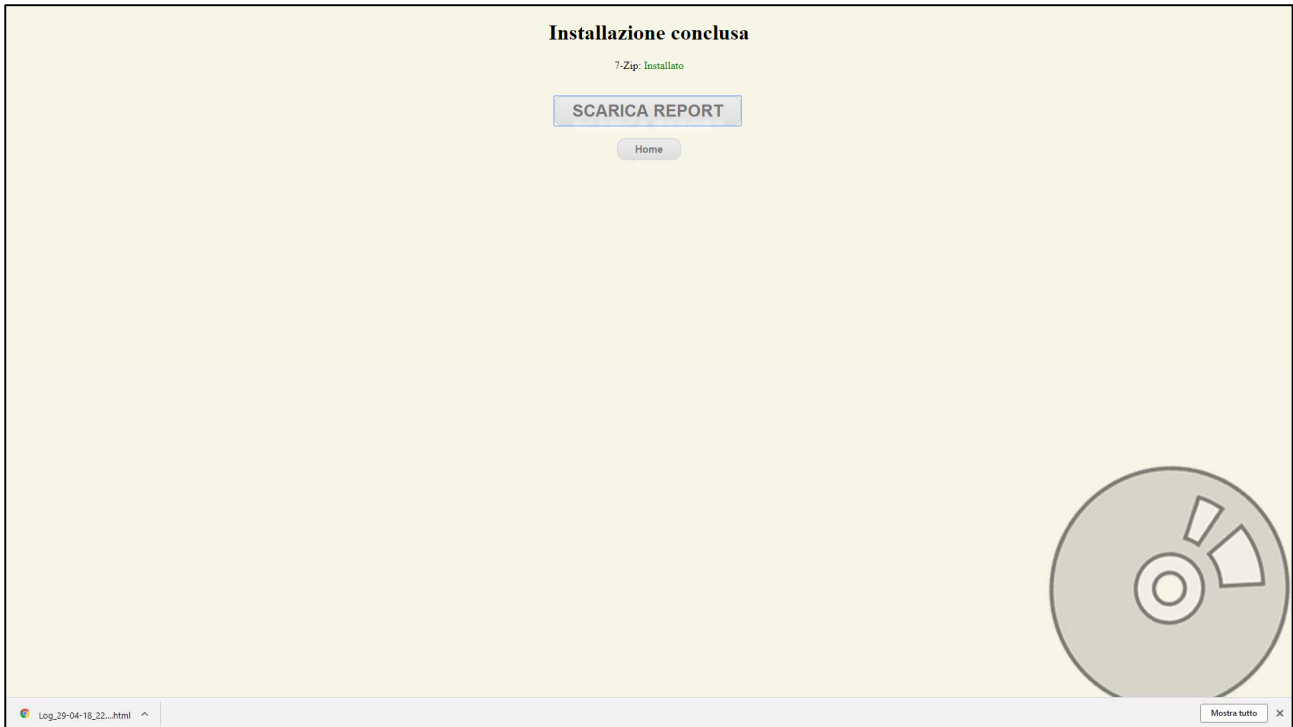 Installazione conclusa
7-Zip: Installato
SCARICA REPORT
Home
Log_29-04-18_22....html
Mostra tutto